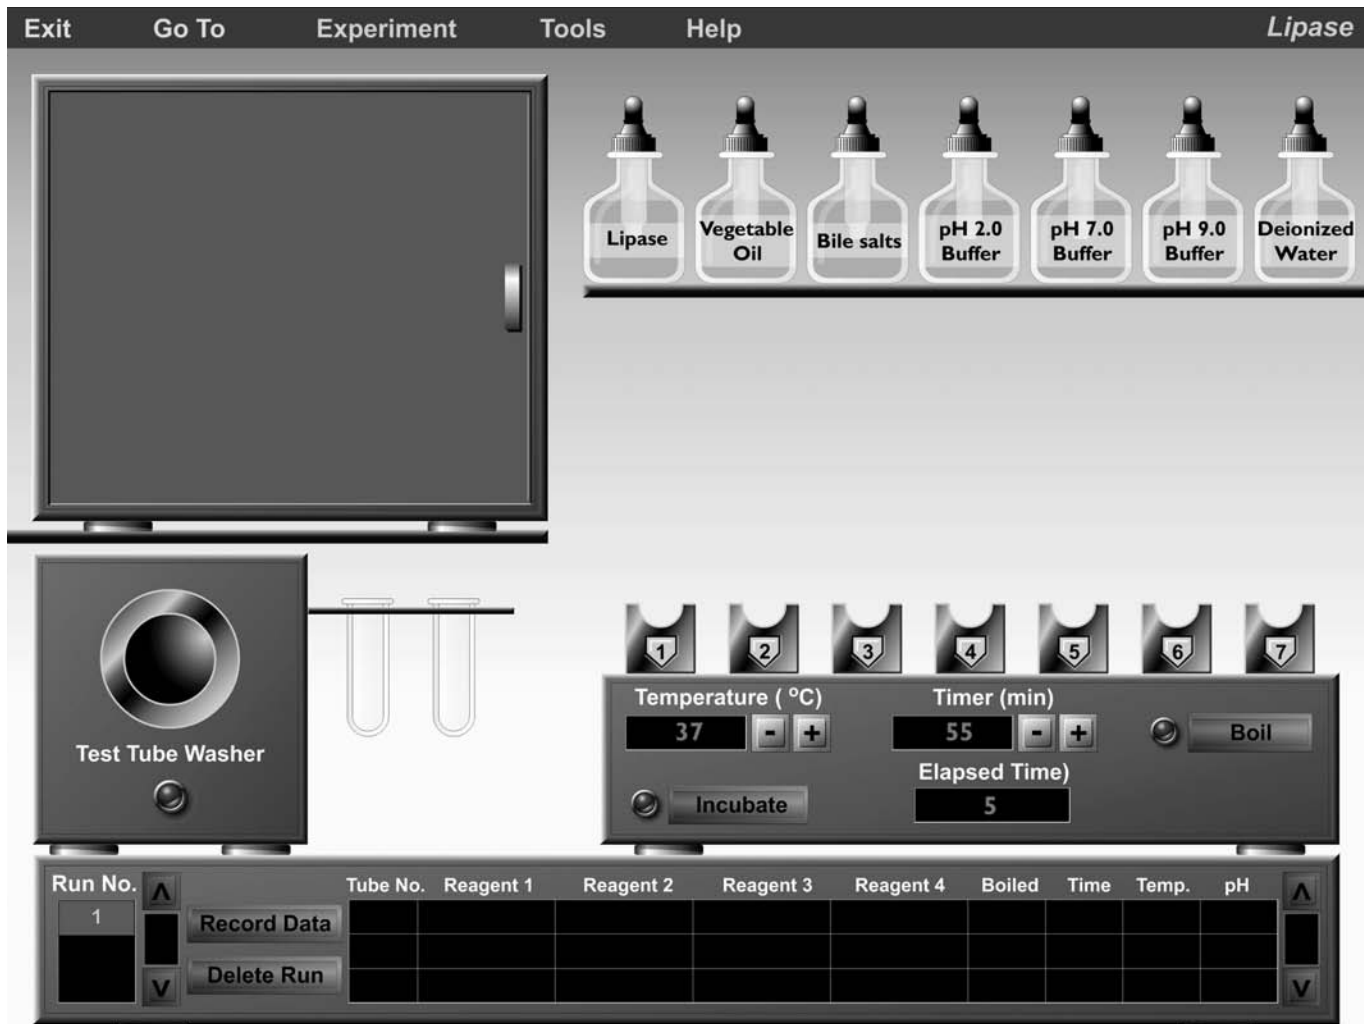 Exit Go To Experiment Tools Help Lipase
Lipase
Vegetable
Oil
Bile salts
pH 2.0
Buffer
pH 7.0
Buffer
pH 9.0
Buffer
Deionized
Water
Test Tube Washer
1 2 3 4 5 6 7
Temperature ( ºC) Timer (min)
37 - + 55 - + Boil
Elapsed Time)
Incubate 5
Run No. Tube No. Reagent 1 Reagent 2 Reagent 3 Reagent 4 Boiled Time Temp. pH
1
Record Data
Delete Run